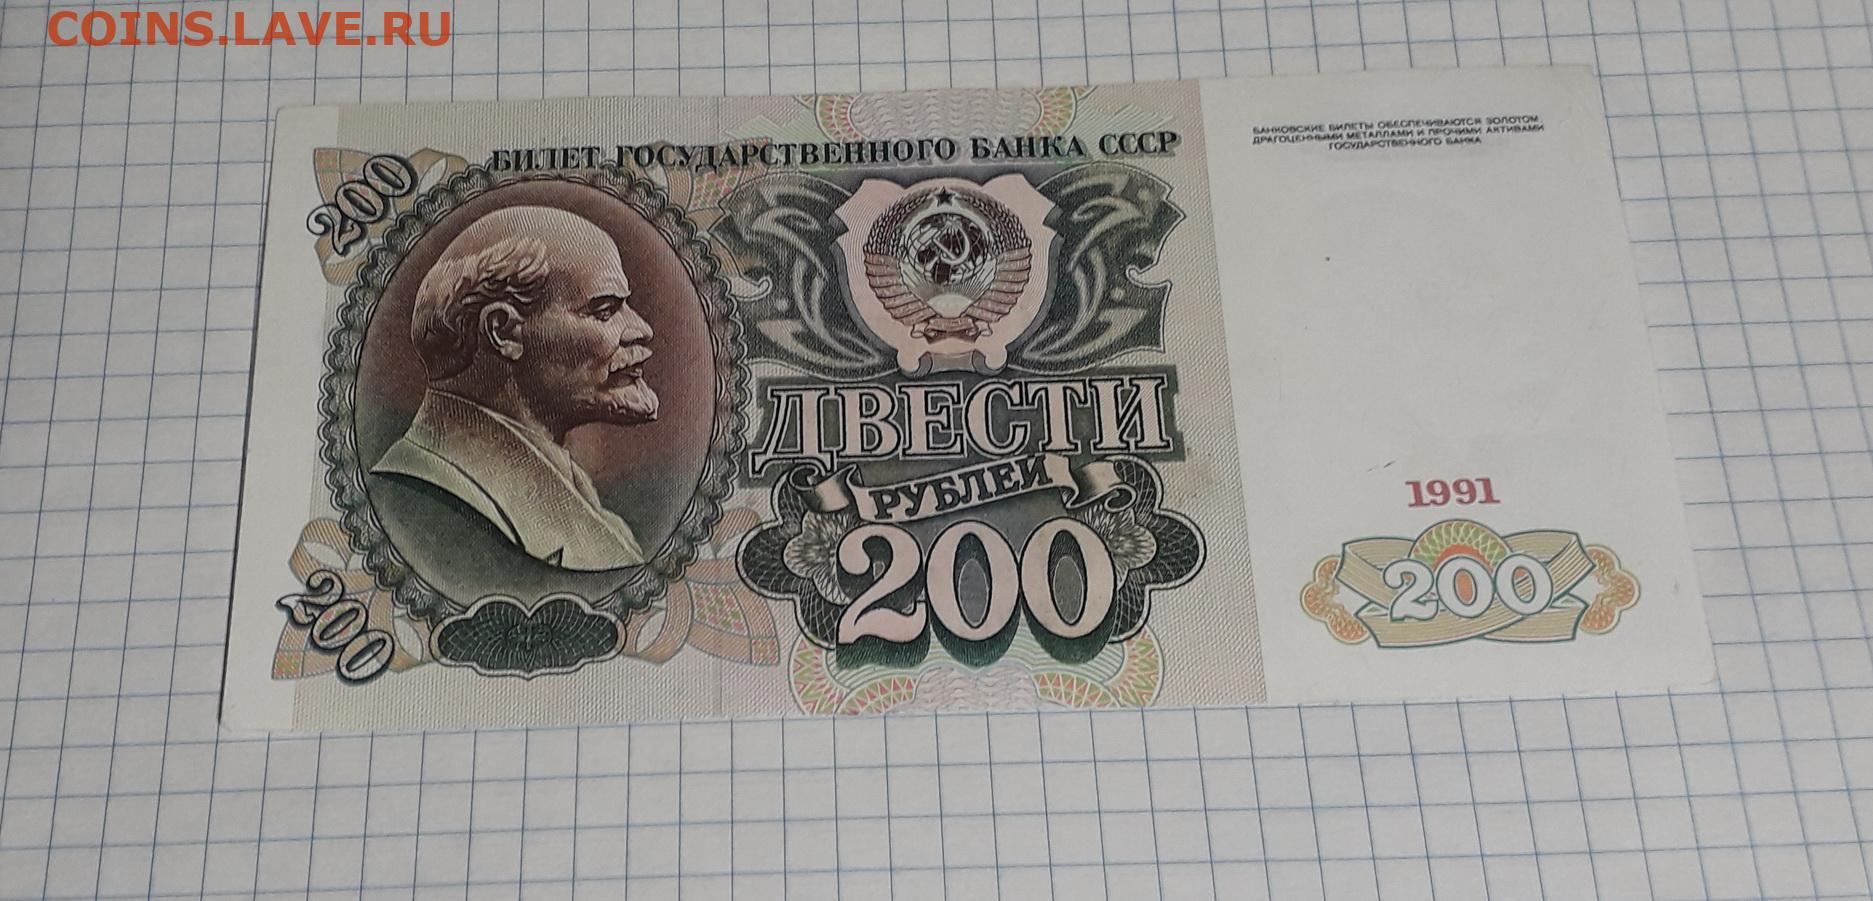 COINS.LAVE.RU
БИЛЕТ ГОСУДАРСТВЕННОГО БАНКА СССР
БАНКОВСКИЕ БИЛЕТЫ ОБЕСПЕЧИВАЮТСЯ ЗОЛОТОМ,
ДРАГОЦЕННЫМИ МЕТАЛЛАМИ И ПРОЧИМИ АКТИВАМИ
ГОСУДАРСТВЕННОГО БАНКА
200
ДВЕСТИ
РУБЛЕЙ
200
1991
200
200